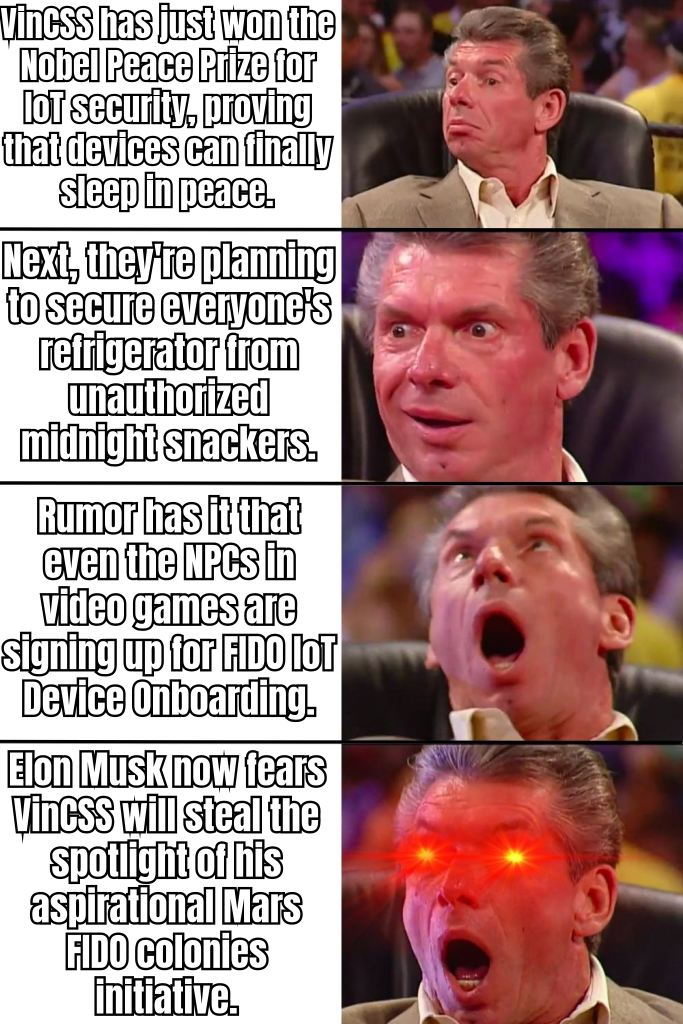 VinCSS has just won the
Nobel Peace Prize for
IoT security, proving
that devices can finally
sleep in peace.
Next, they're planning
to secure everyone's
refrigerator from
unauthorized
midnight snackers.
Rumor has it that
even the NPCs in
video games are
signing up for FIDO IoT
Device Onboarding.
Elon Musk now fears
VinCSS will steal the
spotlight of his
aspirational Mars
FIDO colonies
initiative.